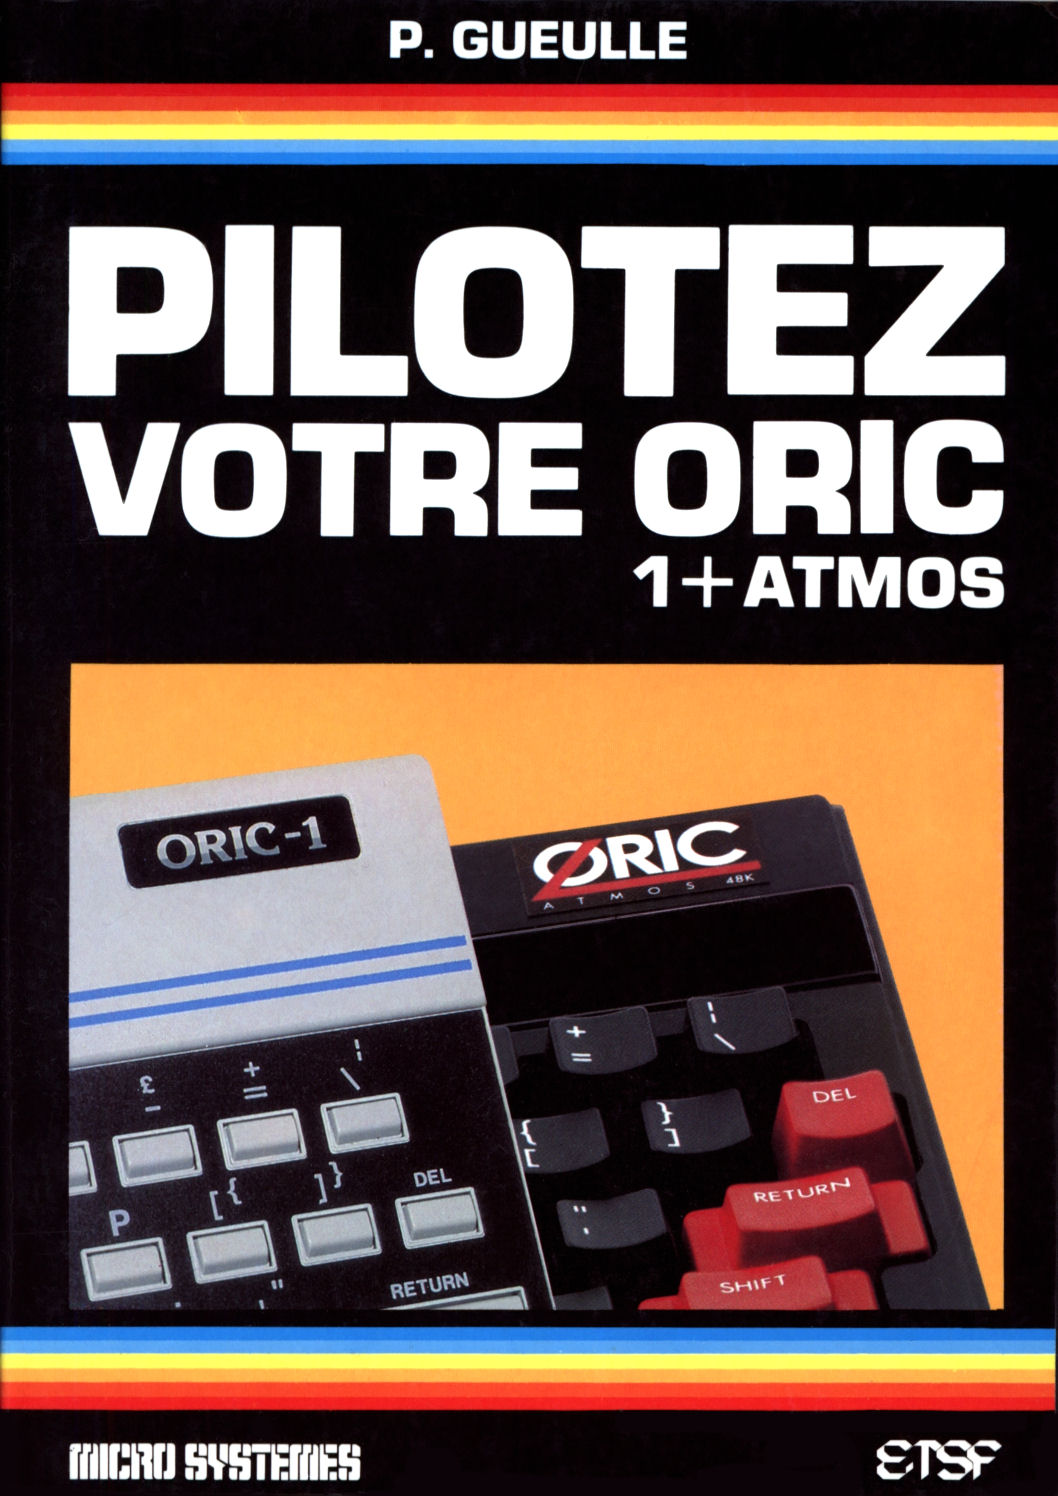 P. GUEULLE
PILOTEZ
VOTRE ORIC
1+ATMOS
ORIC-1
ORIC
ATMOS 48K
+
=
¦
\
£
-
+
=
¦
\
DEL
{
[
}
]
P
[{
]}
DEL
RETURN
"
'
SHIFT
"
'
RETURN
MICRO SYSTEMES
ETSF